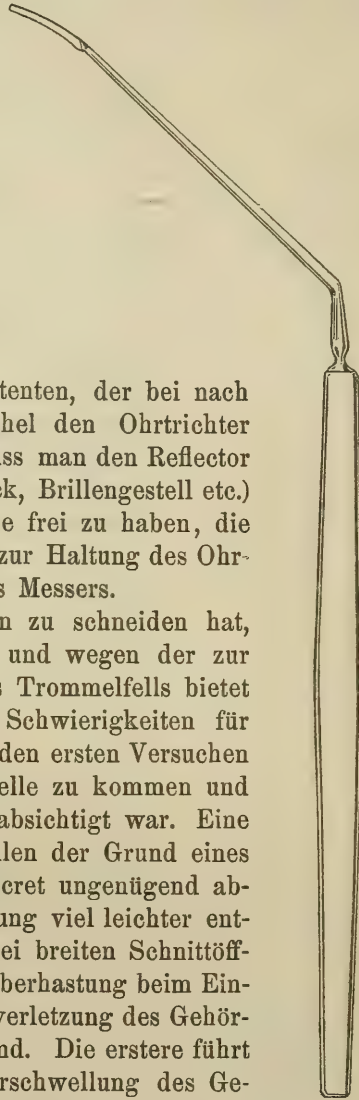 tenten, der bei nach
hel den Ohrtrichter
ss man den Reflector
k, Brillengestell etc.)
e frei zu haben, die
zur Haltung des Ohr-
s Messers.
n zu schneiden hat,
und wegen der zur
s Trommelfells bietet
Schwierigkeiten für
den ersten Versuchen
elle zu kommen und
absichtigt war. Eine
len der Grund eines
cret ungenügend ab-
ung viel leichter ent-
ei breiten Schnittöff-
berhastung beim Ein-
verletzung des Gehör-
nd. Die erstere führt
rschwellung des Ge-